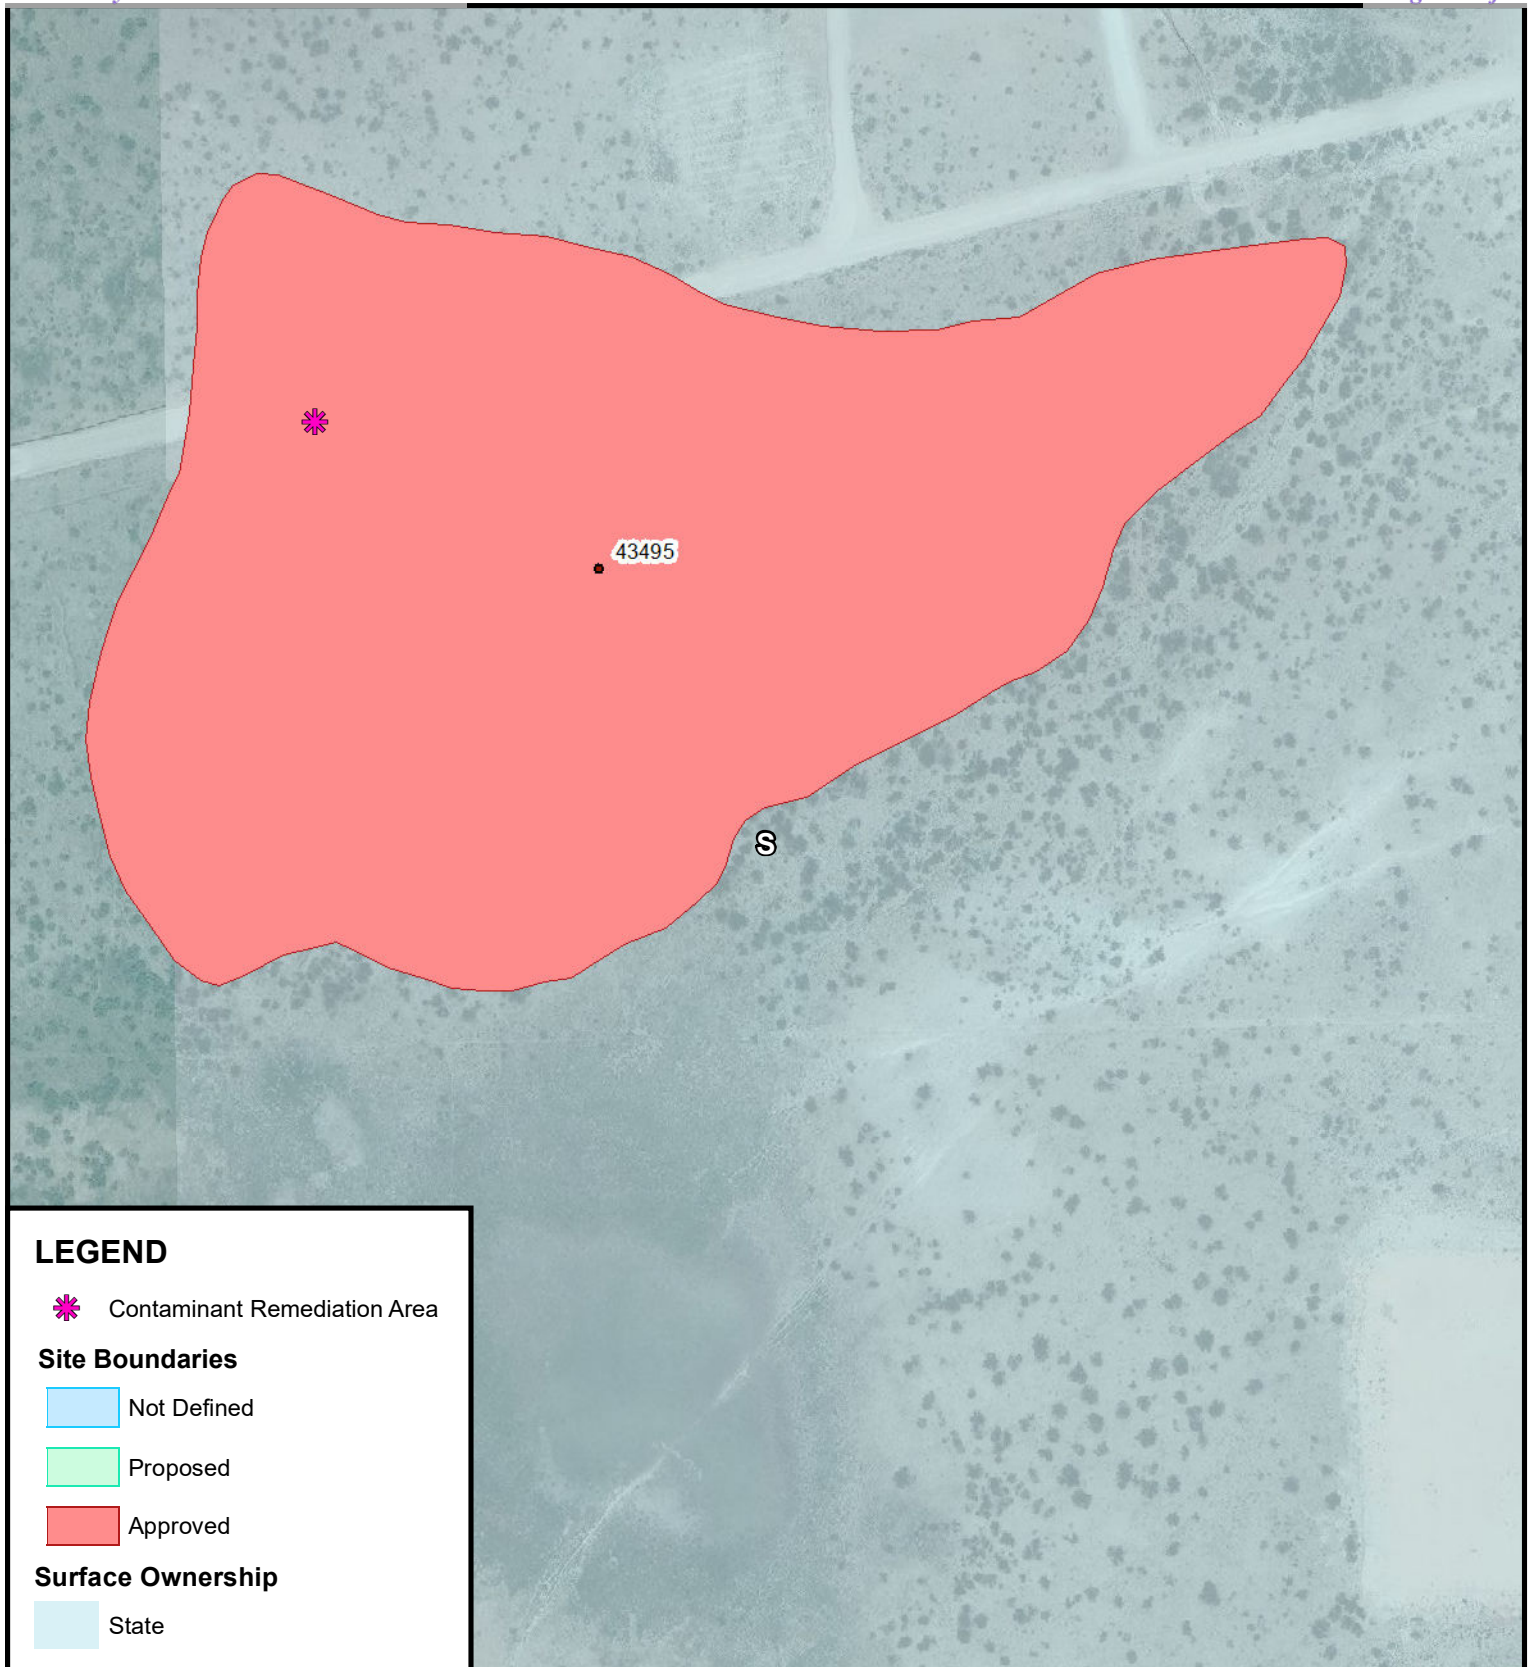 43495
S
LEGEND
Contaminant Remediation Area
Site Boundaries
Not Defined
Proposed
Approved
Surface Ownership
State